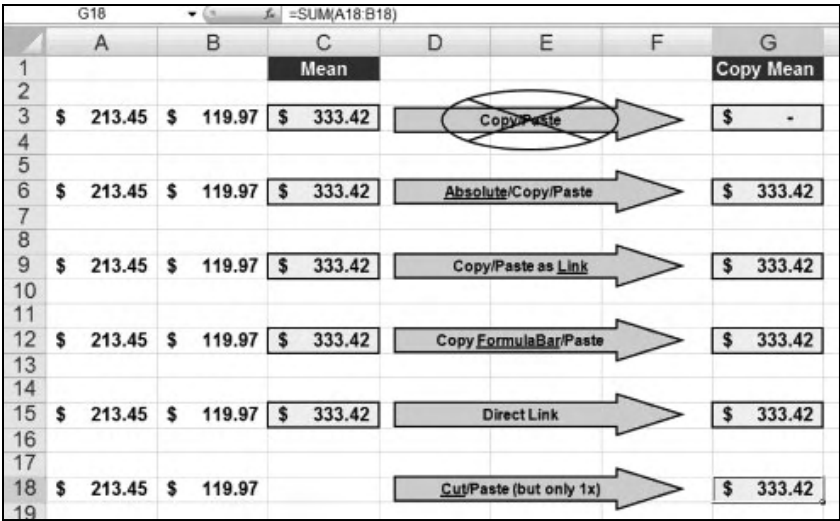 G18 fx =SUM(A18:B18)
A B C D E F G
1 Mean Copy Mean
2
3 $ 213.45 $ 119.97 $ 333.42 Copy/Paste $ -
4
5
6 $ 213.45 $ 119.97 $ 333.42 Absolute/Copy/Paste $ 333.42
7
8
9 $ 213.45 $ 119.97 $ 333.42 Copy/Paste as Link $ 333.42
10
11
12 $ 213.45 $ 119.97 $ 333.42 Copy FormulaBar/Paste $ 333.42
13
14
15 $ 213.45 $ 119.97 $ 333.42 Direct Link $ 333.42
16
17
18 $ 213.45 $ 119.97 Cut/Paste (but only 1x) $ 333.42
19